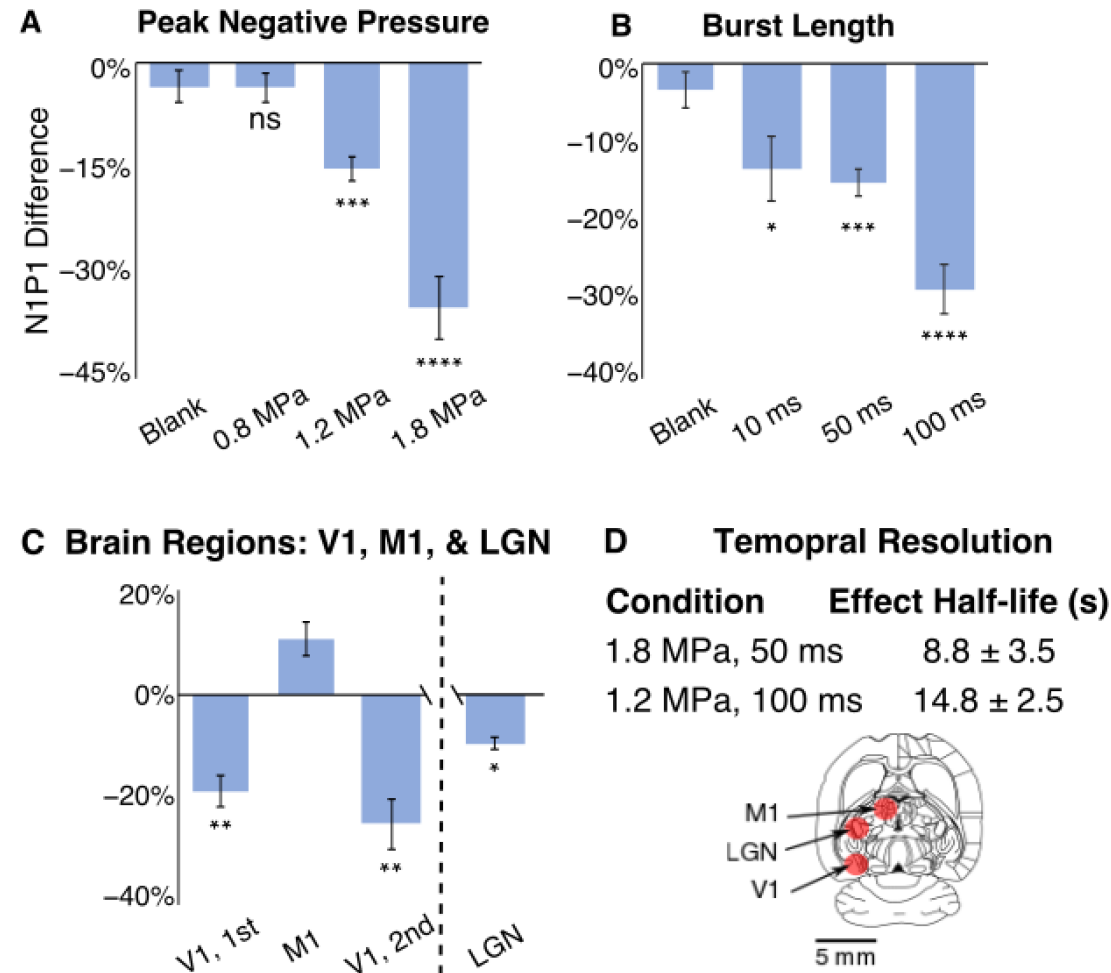 A Peak Negative Pressure
N1P1 Difference
0%
−15%
−30%
−45%
ns
***
****
Blank 0.8 MPa 1.2 MPa 1.8 MPa
B Burst Length
0%
−10%
−20%
−30%
−40%
*
***
****
Blank 10 ms 50 ms 100 ms
C Brain Regions: V1, M1, & LGN
20%
0%
−20%
−40%
**
**
*
V1, 1st M1 V1, 2nd LGN
D Temopral Resolution
Condition Effect Half-life (s)
1.8 MPa, 50 ms 8.8 ± 3.5
1.2 MPa, 100 ms 14.8 ± 2.5
M1
LGN
V1
5 mm